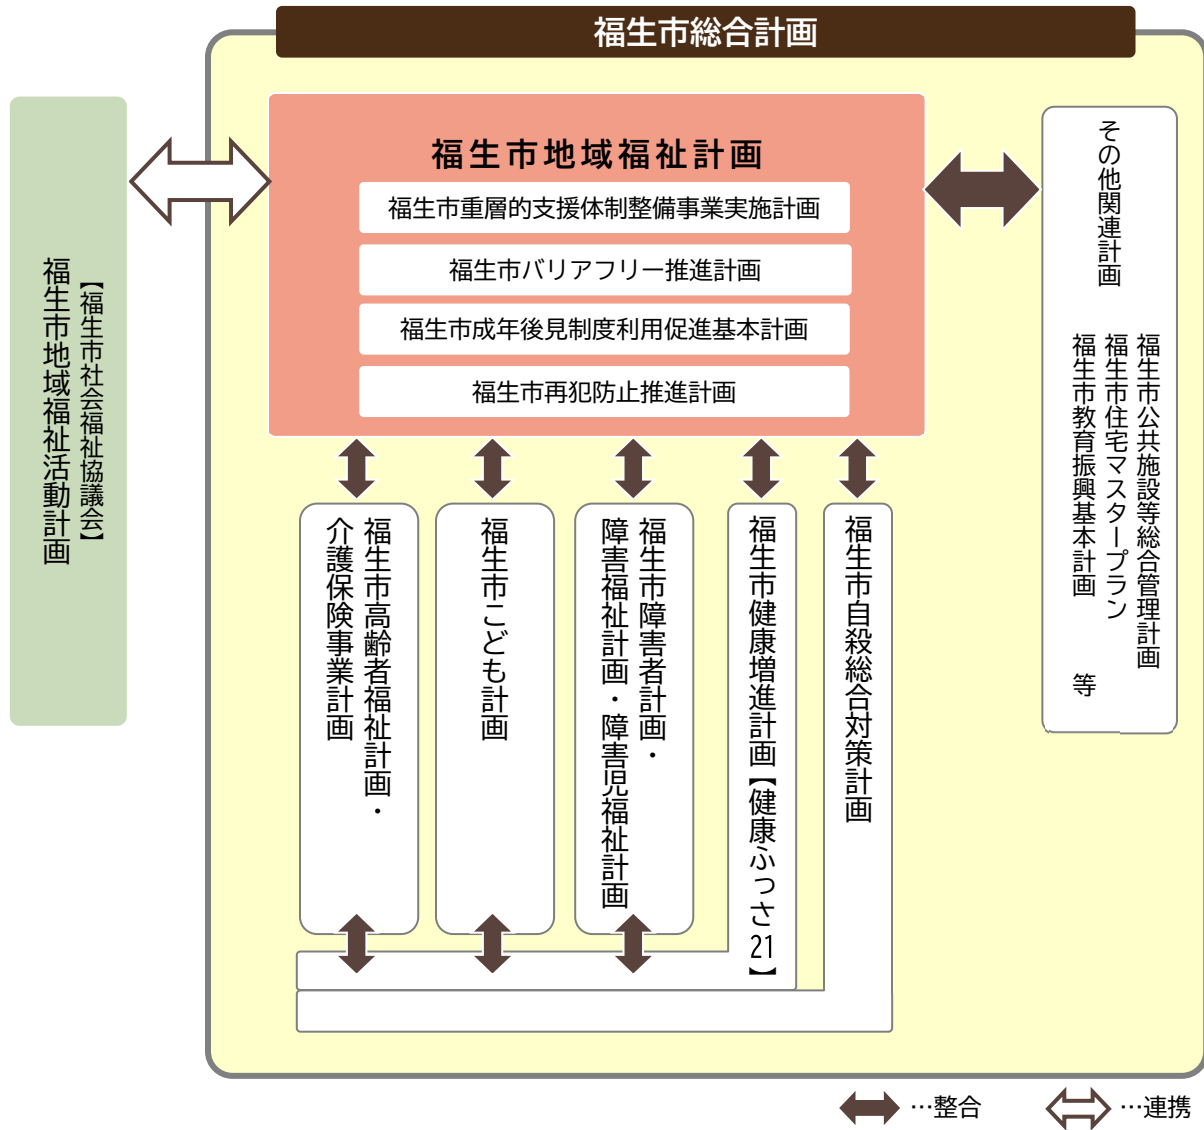 福生市総合計画
福生市地域福祉計画
福生市重層的支援体制整備事業実施計画
福生市バリアフリー推進計画
福生市成年後見制度利用促進基本計画
福生市再犯防止推進計画
【福生市社会福祉協議会】
福生市地域福祉活動計画
その他関連計画
福生市公共施設等総合管理計画
福生市住宅マスタープラン
福生市教育振興基本計画 等
福生市高齢者福祉計画・
介護保険事業計画
福生市こども計画
福生市障害者計画・
障害福祉計画・障害児福祉計画
福生市健康増進計画【健康ふっさ21】
福生市自殺総合対策計画
…整合
…連携